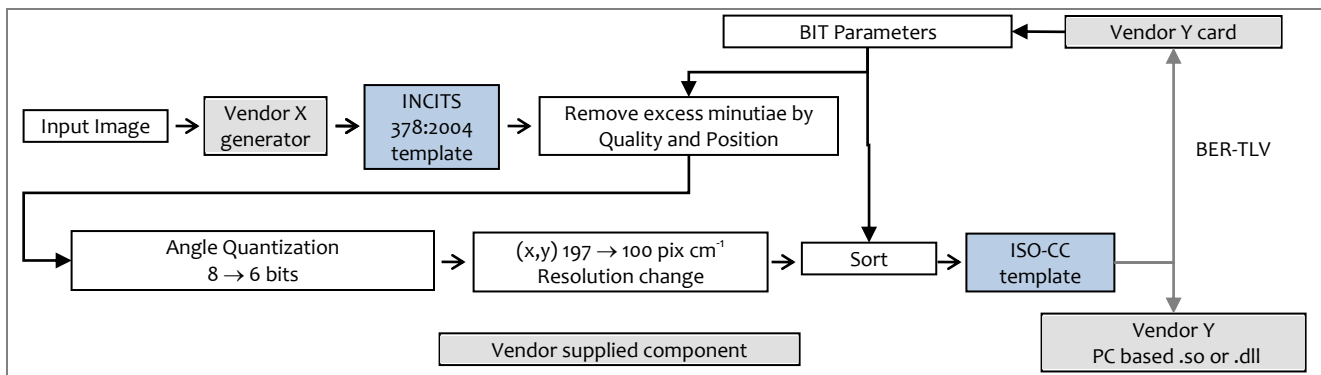 BIT Parameters
Vendor Y card
Input Image
Vendor X
generator
INCITS
378:2004
template
Remove excess minutiae by
Quality and Position
BER-TLV
Angle Quantization
8 → 6 bits
(x,y) 197 → 100 pix cm⁻¹
Resolution change
Sort
ISO-CC
template
Vendor supplied component
Vendor Y
PC based .so or .dll